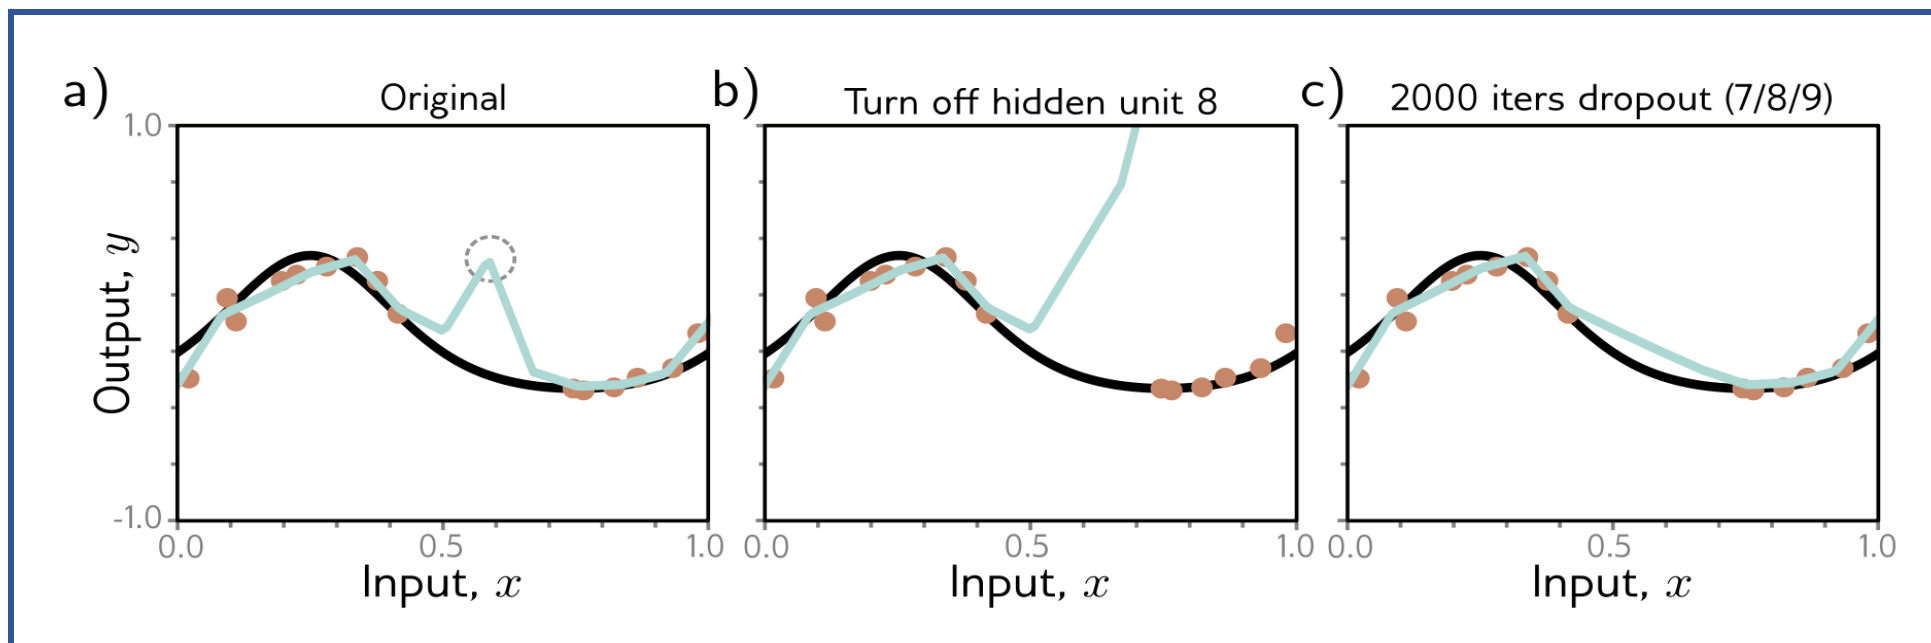 a) Original
b) Turn off hidden unit 8
c) 2000 iters dropout (7/8/9)
1.0
Output, y
-1.0
0.0 0.5 1.0
0.0 0.5 1.0
0.0 0.5 1.0
Input, x
Input, x
Input, x